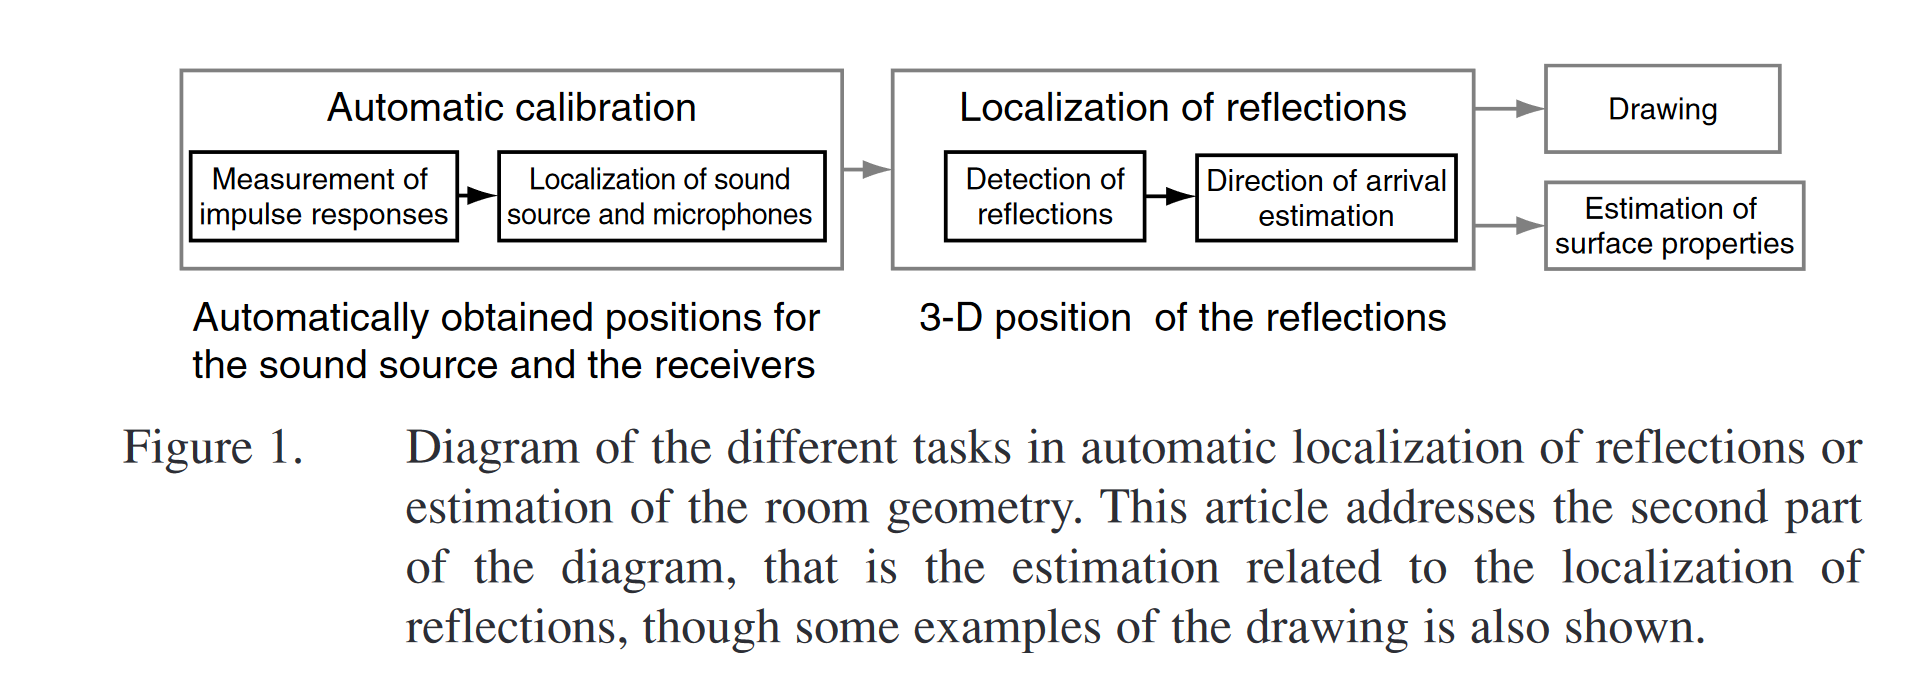 Automatic calibration
Measurement of
impulse responses
Localization of sound
source and microphones
Localization of reflections
Detection of
reflections
Direction of arrival
estimation
Drawing
Estimation of
surface properties
Automatically obtained positions for
the sound source and the receivers
3-D position of the reflections
Figure 1. Diagram of the different tasks in automatic localization of reflections or
estimation of the room geometry. This article addresses the second part
of the diagram, that is the estimation related to the localization of
reflections, though some examples of the drawing is also shown.